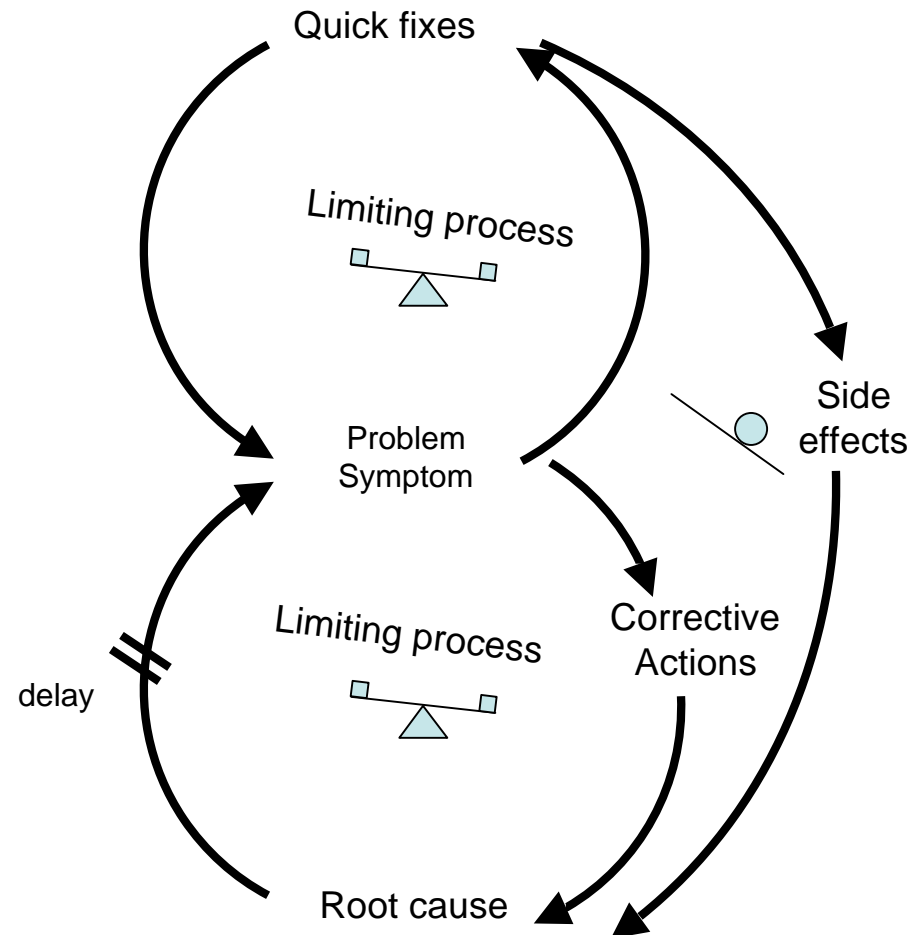 Quick fixes
Limiting process
Side
effects
Problem
Symptom
Limiting process
Corrective
Actions
delay
Root cause